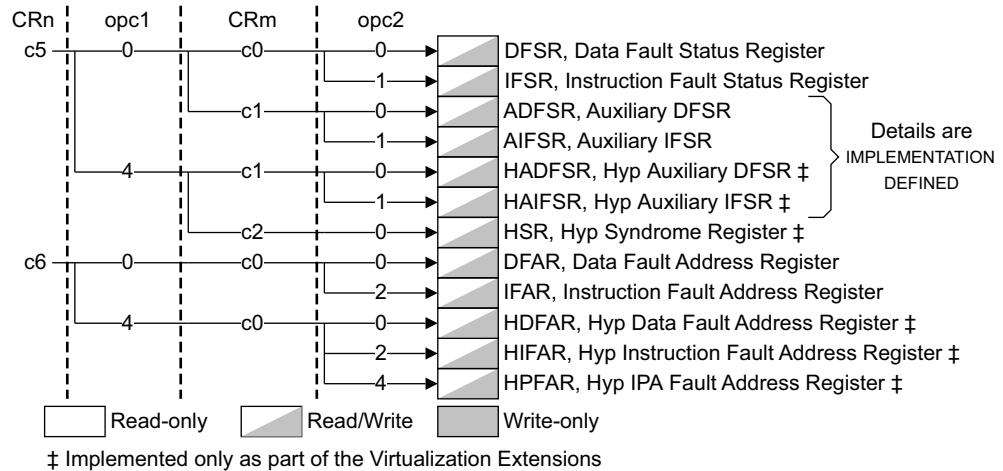 CRn opc1 CRm opc2
c5 0 c0 0 DFSR, Data Fault Status Register
1 IFSR, Instruction Fault Status Register
c1 0 ADFSR, Auxiliary DFSR
1 AIFSR, Auxiliary IFSR
4 c1 0 HADFSR, Hyp Auxiliary DFSR ‡
1 HAIFSR, Hyp Auxiliary IFSR ‡
Details are
IMPLEMENTATION
DEFINED
c2 0 HSR, Hyp Syndrome Register ‡
c6 0 c0 0 DFAR, Data Fault Address Register
2 IFAR, Instruction Fault Address Register
4 c0 0 HDFAR, Hyp Data Fault Address Register ‡
2 HIFAR, Hyp Instruction Fault Address Register ‡
4 HPFAR, Hyp IPA Fault Address Register ‡
Read-only Read/Write Write-only
‡ Implemented only as part of the Virtualization Extensions